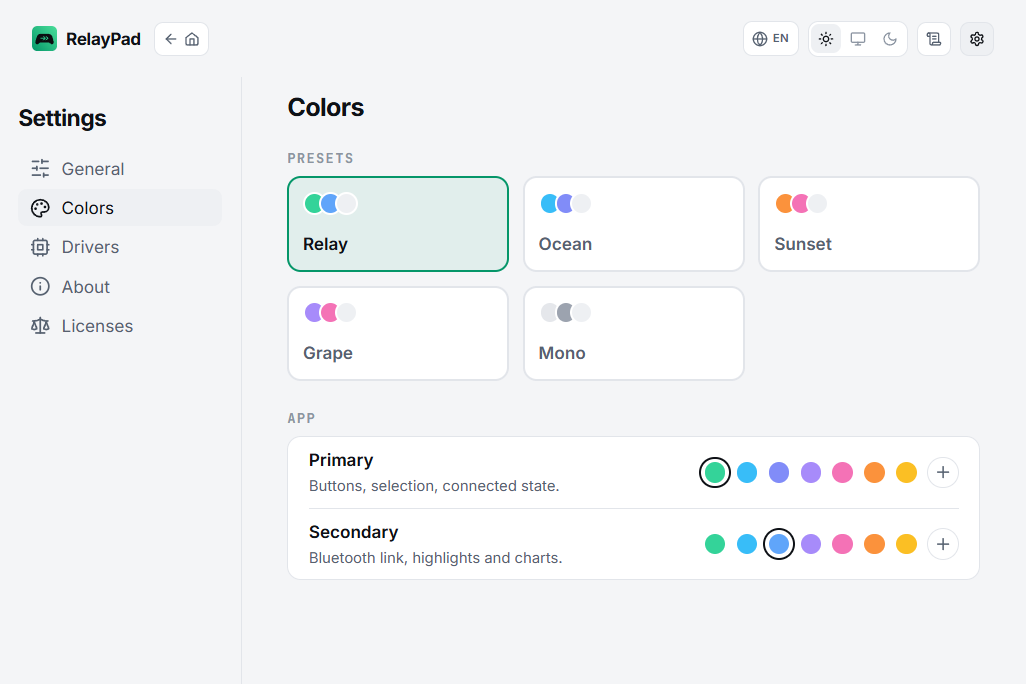 RelayPad
EN
Settings
General
Colors
Drivers
About
Licenses
Colors
PRESETS
Relay
Ocean
Sunset
Grape
Mono
APP
Primary
Buttons, selection, connected state.
Secondary
Bluetooth link, highlights and charts.